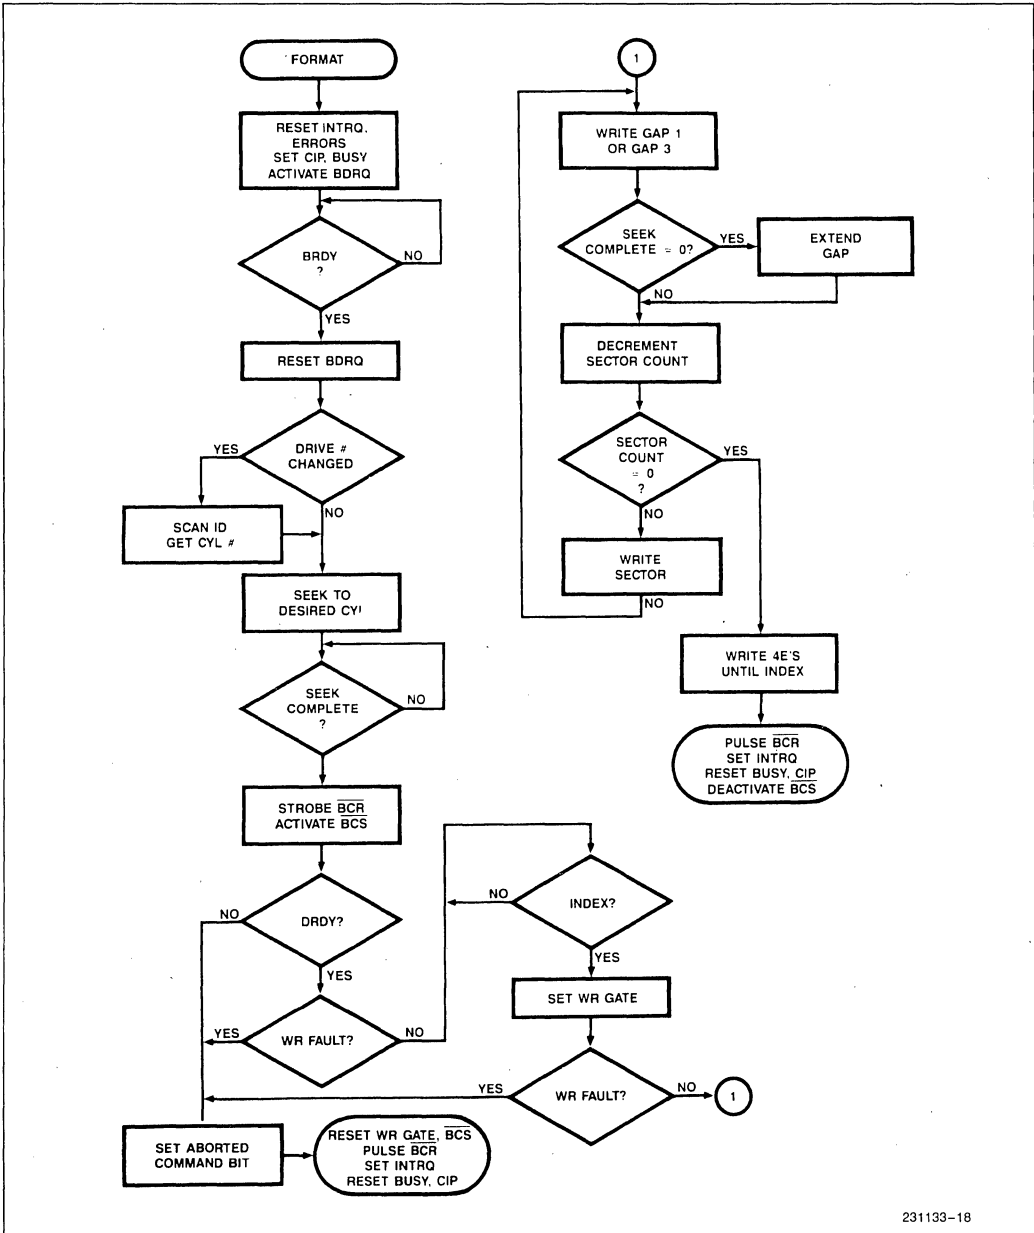 FORMAT
RESET INTRQ,
ERRORS
SET CIP, BUSY
ACTIVATE BDRQ
BRDY
?
NO
YES
RESET BDRQ
DRIVE #
CHANGED
YES
NO
SCAN ID
GET CYL #
SEEK TO
DESIRED CYI
SEEK
COMPLETE
?
NO
STROBE BCR
ACTIVATE BCS
DRDY?
NO
YES
WR FAULT?
YES
NO
INDEX?
NO
YES
SET WR GATE
WR FAULT?
YES
NO
1
SET ABORTED
COMMAND BIT
RESET WR GATE, BCS
PULSE BCR
SET INTRQ
RESET BUSY, CIP
1
WRITE GAP 1
OR GAP 3
SEEK
COMPLETE = 0?
YES
EXTEND
GAP
NO
DECREMENT
SECTOR COUNT
SECTOR
COUNT
= 0
?
YES
NO
WRITE
SECTOR
NO
WRITE 4E'S
UNTIL INDEX
PULSE BCR
SET INTRQ
RESET BUSY, CIP
DEACTIVATE BCS
231133-18